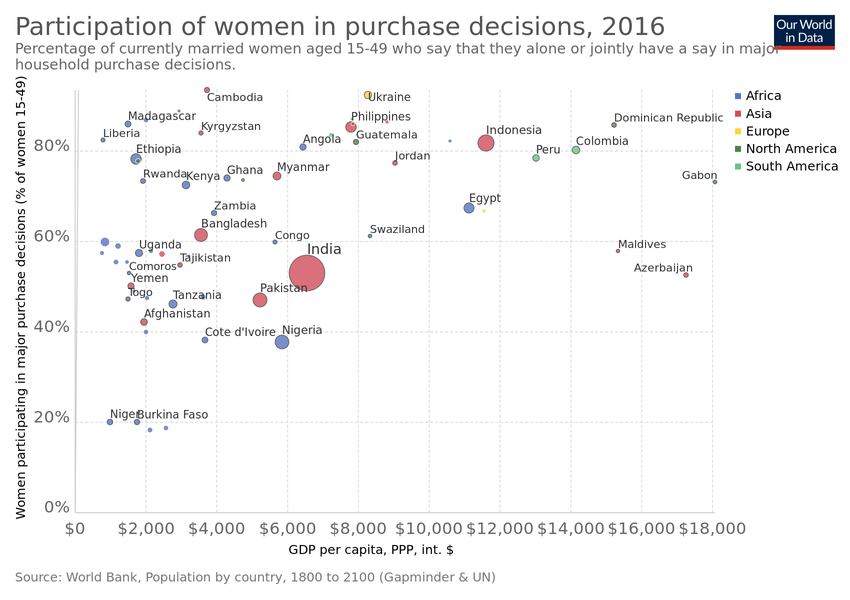 Participation of women in purchase decisions, 2016
Our World
in Data
Percentage of currently married women aged 15-49 who say that they alone or jointly have a say in major
household purchase decisions.
Women participating in major purchase decisions (% of women 15-49)
Cambodia
Ukraine
Africa
Asia
Europe
North America
South America
Madagascar
Philippines
Dominican Republic
Liberia
Kyrgyzstan
Angola
Guatemala
Indonesia
Colombia
80%
Ethiopia
Jordan
Peru
Rwanda
Kenya
Ghana
Myanmar
Gabon
Zambia
Egypt
Bangladesh
Congo
Swaziland
60%
Uganda
India
Maldives
Comoros
Tajikistan
Azerbaijan
Yemen
Togo
Tanzania
Pakistan
Afghanistan
40%
Cote d'Ivoire
Nigeria
20%
Niger
Burkina Faso
0%
$0
$2,000
$4,000
$6,000
$8,000
$10,000
$12,000
$14,000
$16,000
$18,000
GDP per capita, PPP, int. $
Source: World Bank, Population by country, 1800 to 2100 (Gapminder & UN)